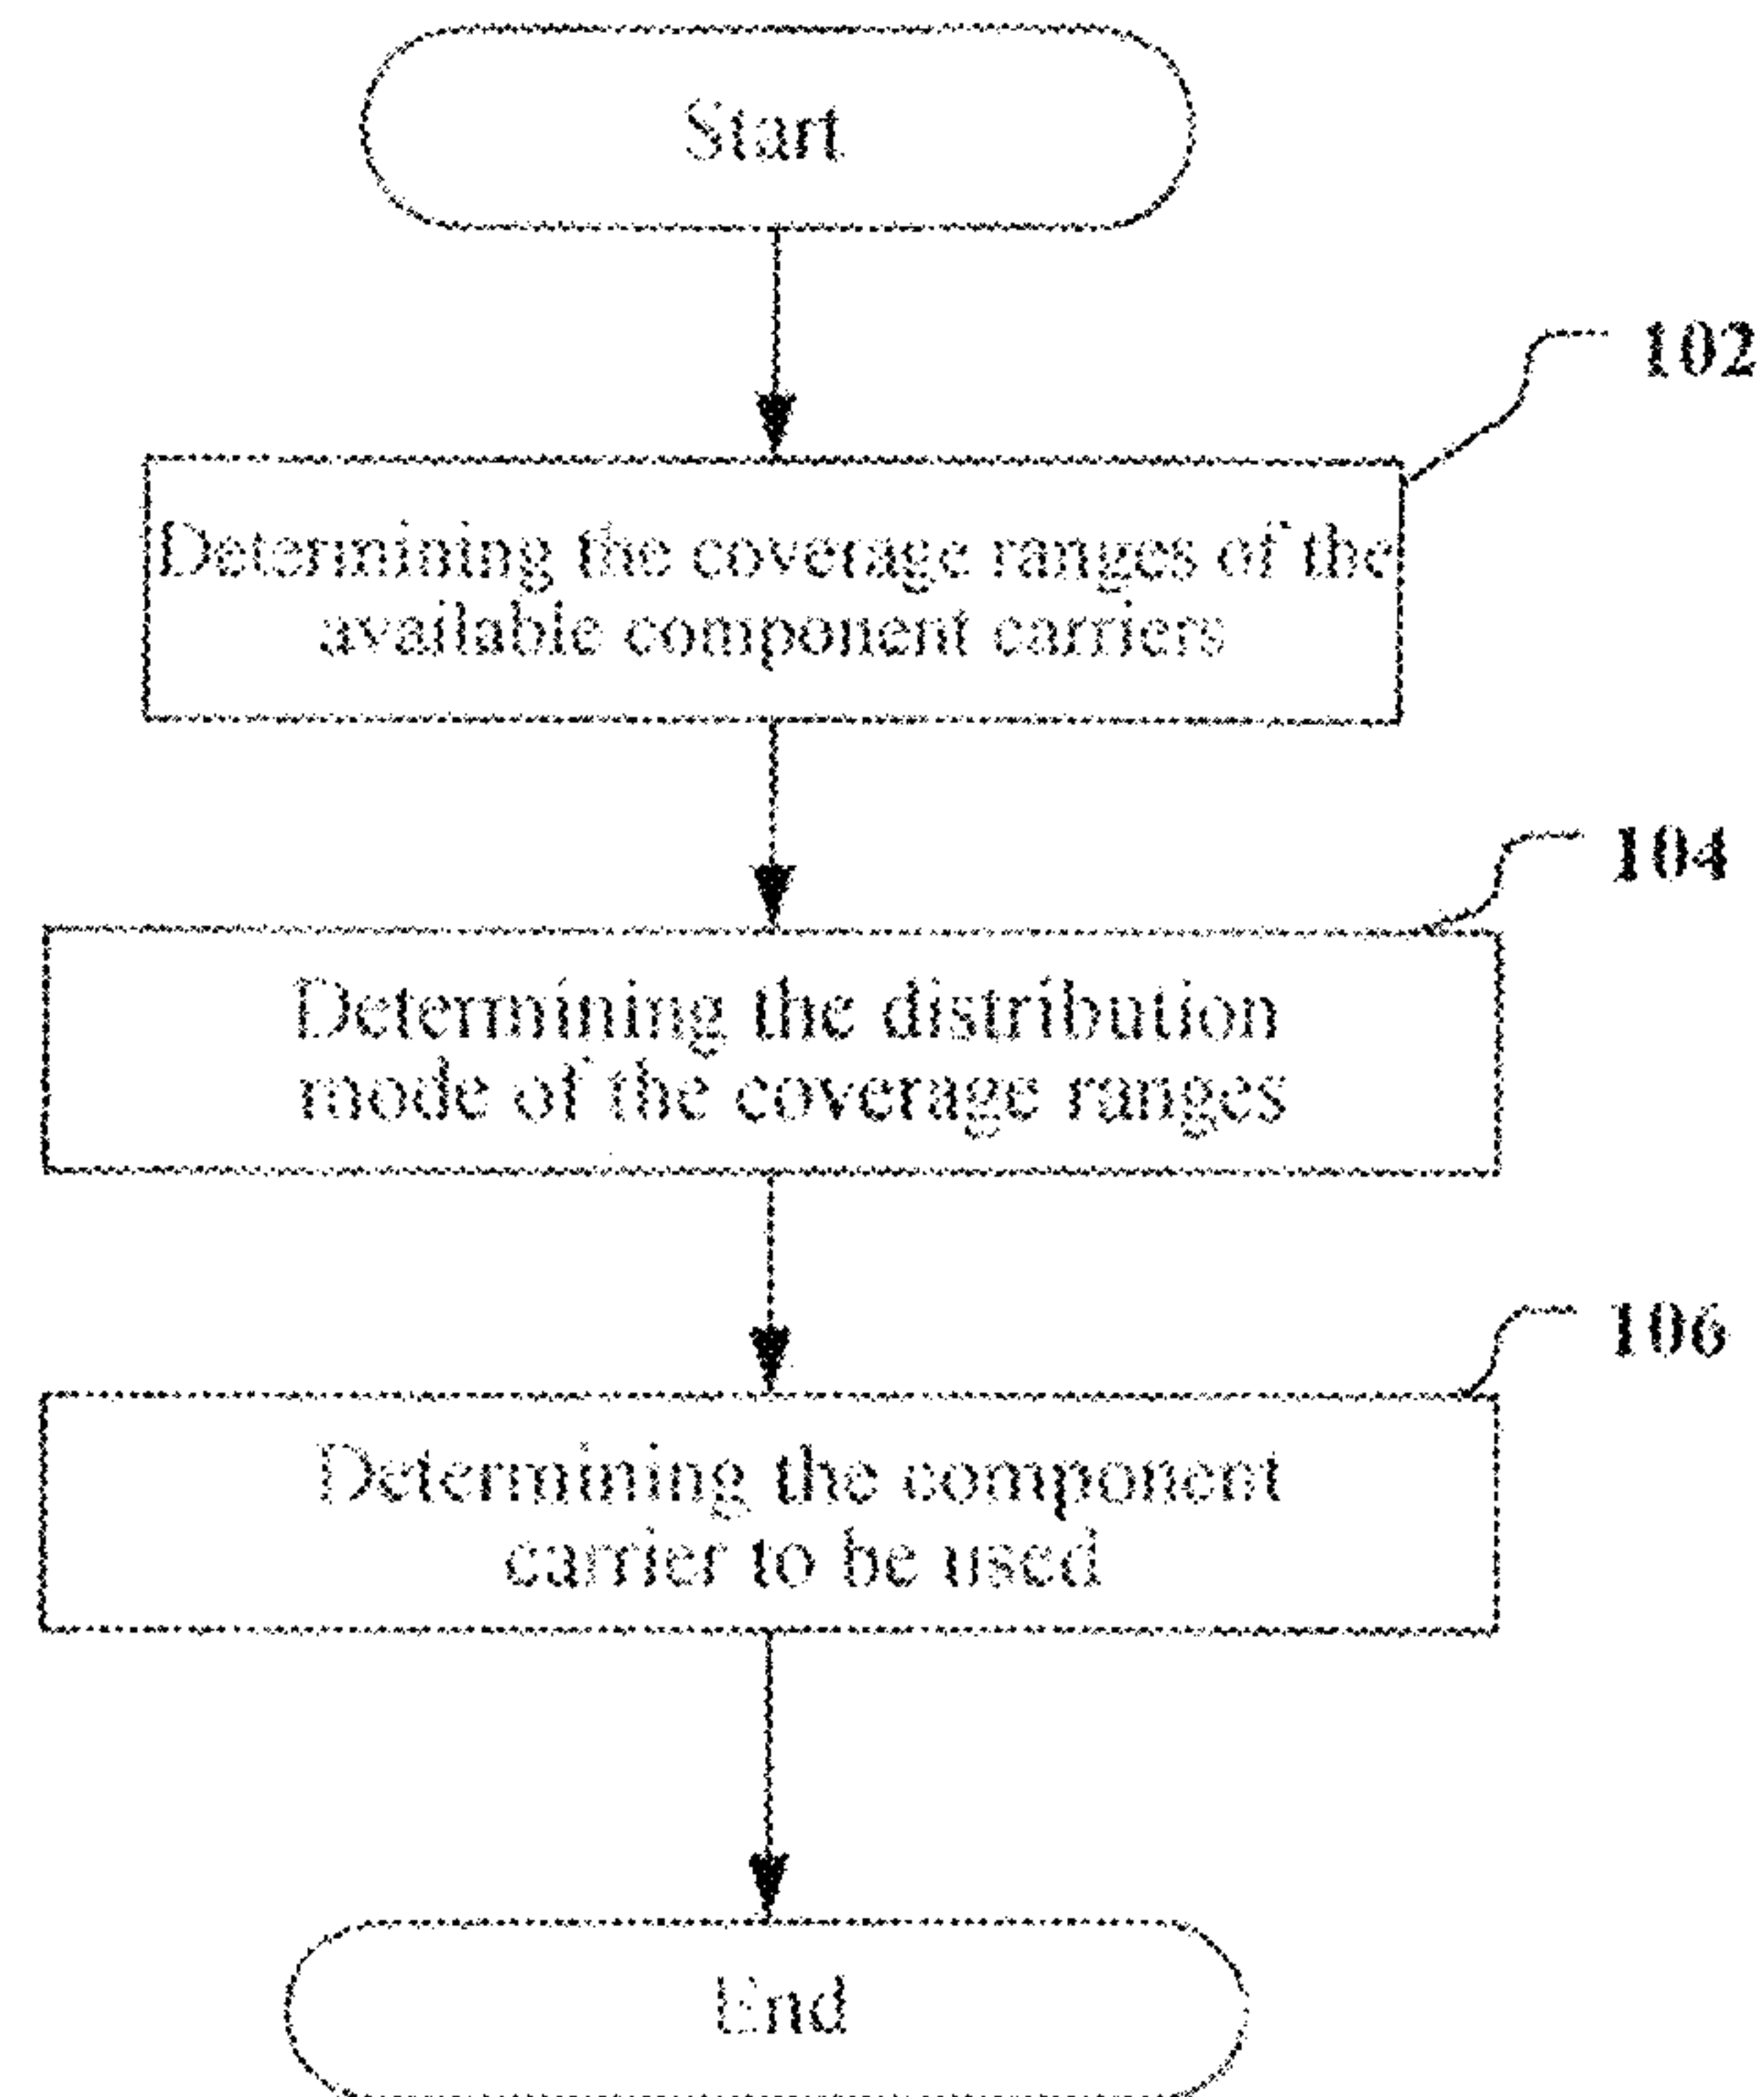 Start
102
Determining the coverage ranges of the
available component carriers
104
Determining the distribution
mode of the coverage ranges
106
Determining the component
carrier to be used
End